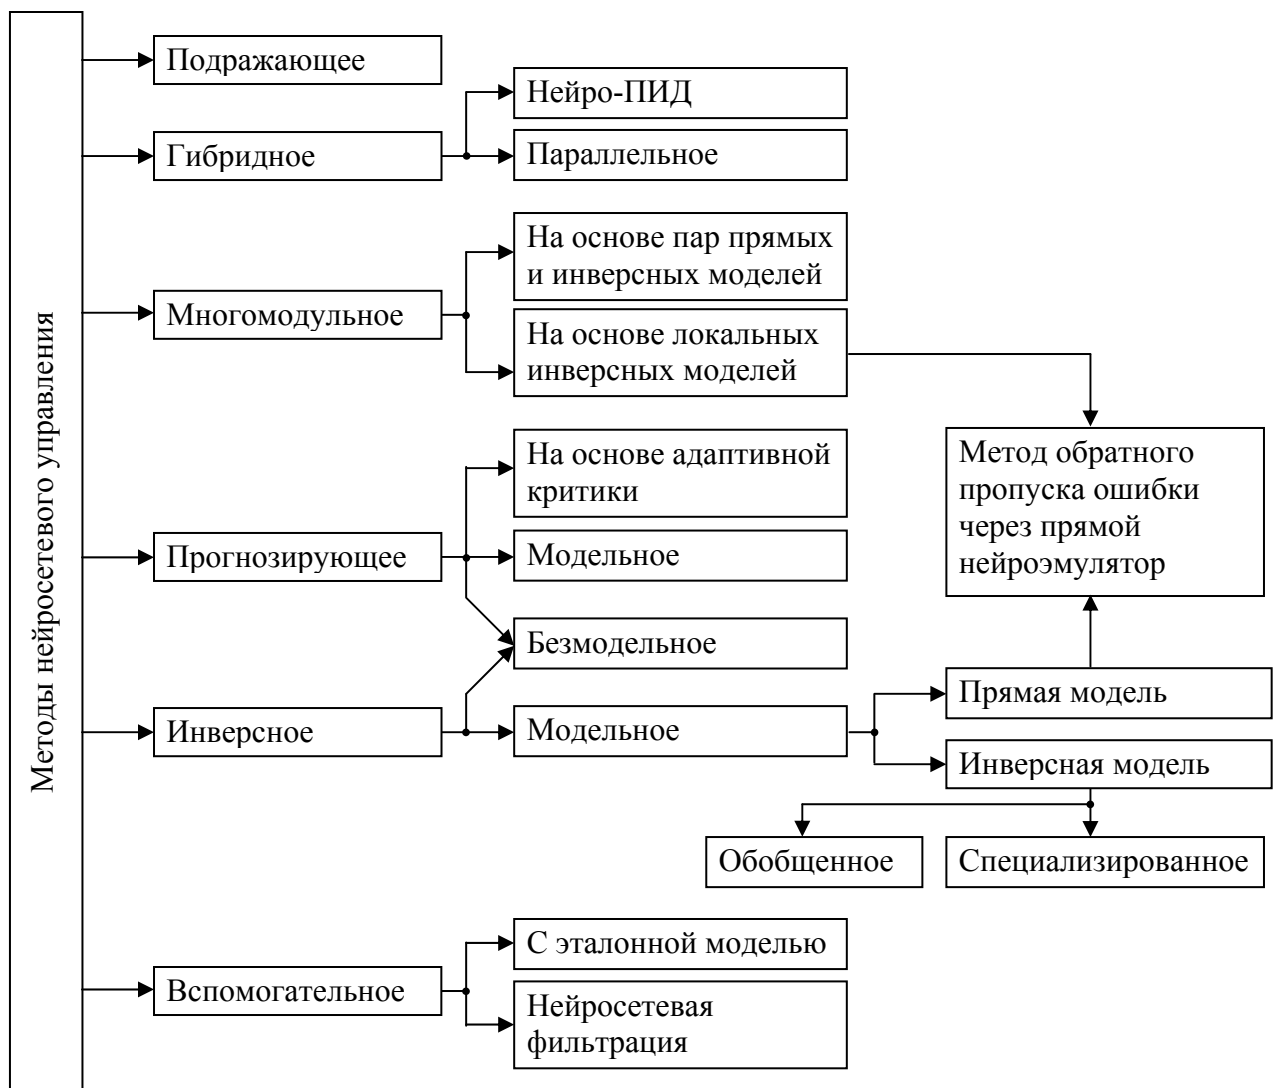 Методы нейросетевого управления
Подражающее
Гибридное
Нейро-ПИД
Параллельное
Многомодульное
На основе пар прямых
и инверсных моделей
На основе локальных
инверсных моделей
Прогнозирующее
На основе адаптивной
критики
Модельное
Безмодельное
Метод обратного
пропуска ошибки
через прямой
нейроэмулятор
Инверсное
Модельное
Прямая модель
Инверсная модель
Обобщенное
Специализированное
Вспомогательное
С эталонной моделью
Нейросетевая
фильтрация